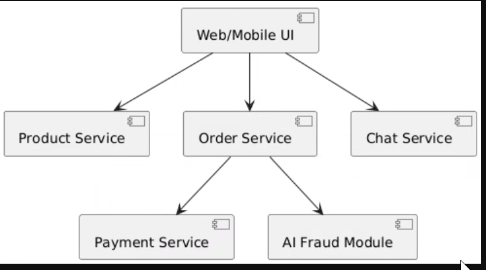 Web/Mobile UI
Product Service
Order Service
Chat Service
Payment Service
AI Fraud Module